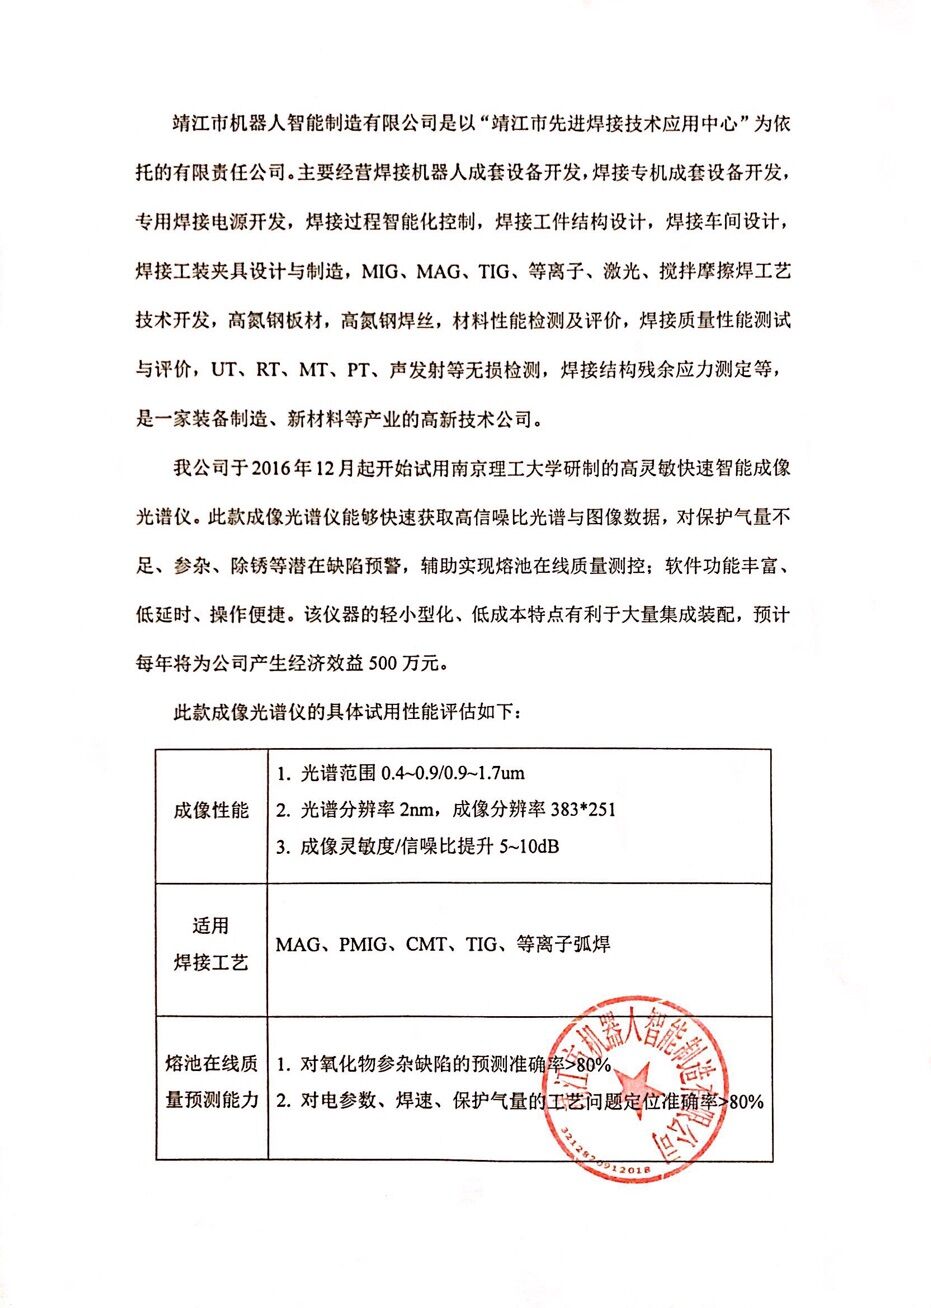 靖江市机器人智能制造有限公司是以“靖江市先进焊接技术应用中心”为依
托的有限责任公司。主要经营焊接机器人成套设备开发，焊接专机成套设备开发，
专用焊接电源开发，焊接过程智能化控制，焊接工件结构设计，焊接车间设计，
焊接工装夹具设计与制造，MIG、MAG、TIG、等离子、激光、搅拌摩擦焊工艺
技术开发，高氮钢板材，高氮钢焊丝，材料性能检测及评价，焊接质量性能测试
与评价，UT、RT、MT、PT、声发射等无损检测，焊接结构残余应力测定等，
是一家装备制造、新材料等产业的高新技术公司。
我公司于2016年12月起开始试用南京理工大学研制的高灵敏快速智能成像
光谱仪。此款成像光谱仪能够快速获取高信噪比光谱与图像数据，对保护气量不
足、参杂、除锈等潜在缺陷预警，辅助实现熔池在线质量测控；软件功能丰富、
低延时、操作便捷。该仪器的轻小型化、低成本特点有利于大量集成装配，预计
每年将为公司产生经济效益500万元。
此款成像光谱仪的具体试用性能评估如下：
成像性能
1. 光谱范围0.4~0.9/0.9~1.7um
2. 光谱分辨率2nm，成像分辨率383*251
3. 成像灵敏度/信噪比提升5~10dB
适用
焊接工艺
MAG、PMIG、CMT、TIG、等离子弧焊
熔池在线质
量预测能力
1. 对氧化物参杂缺陷的预测准确率>80%
2. 对电参数、焊速、保护气量的工艺问题定位准确率>80%
靖江市机器人智能制造有限公司